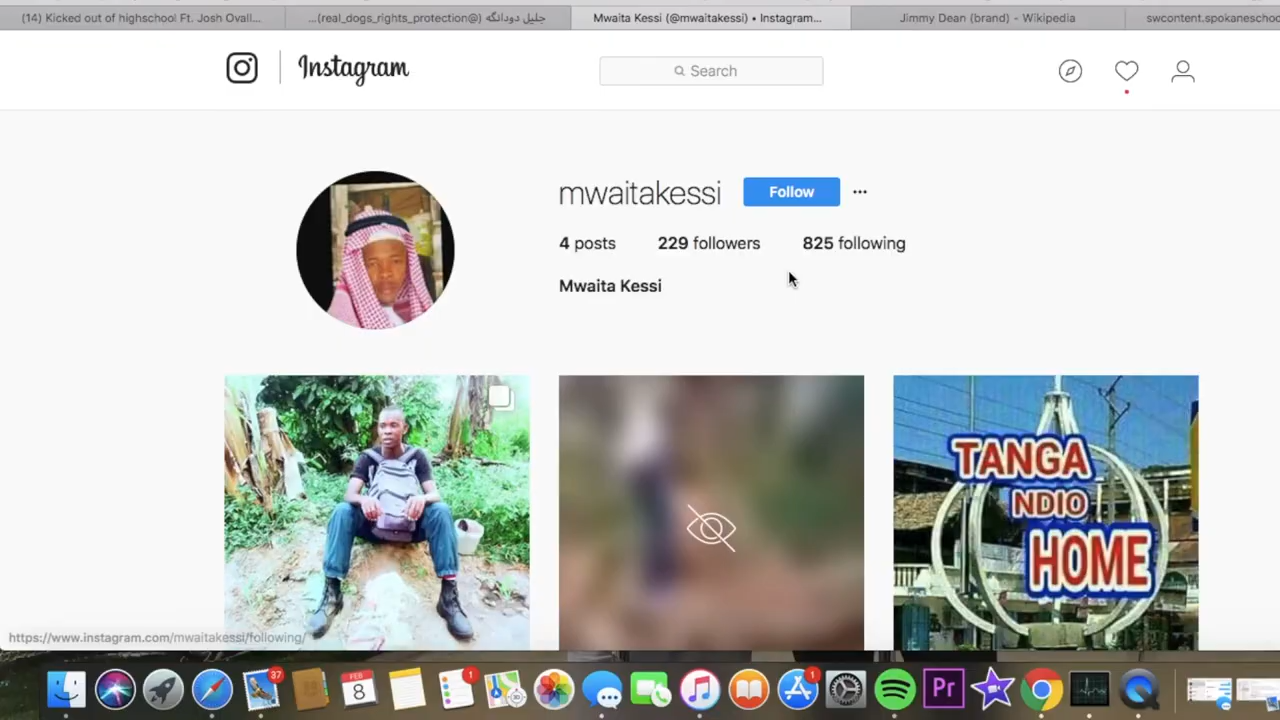 (14) Kicked out of highschool Ft. Josh Ovall...
...جلیل دودانگه (@real_dogs_rights_protection)
Mwaita Kessi (@mwaitakessi) • Instagram...
Jimmy Dean (brand) - Wikipedia
swcontent.spokaneschoo
Instagram
Search
mwaitakessi
Follow
4 posts
229 followers
825 following
Mwaita Kessi
TANGA
NDIO
HOME
https://www.instagram.com/mwaitakessi/following/
37
FEB
8
1
1
Pr